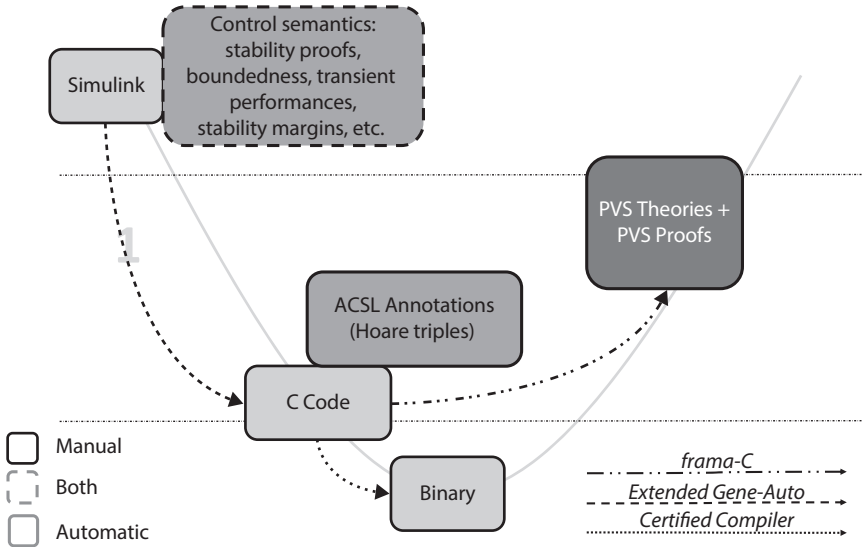 Control semantics:
stability proofs,
boundedness, transient
performances,
stability margins, etc.
Simulink
PVS Theories +
PVS Proofs
1
ACSL Annotations
(Hoare triples)
C Code
Manual
Both
Automatic
Binary
frama-C
Extended Gene-Auto
Certified Compiler